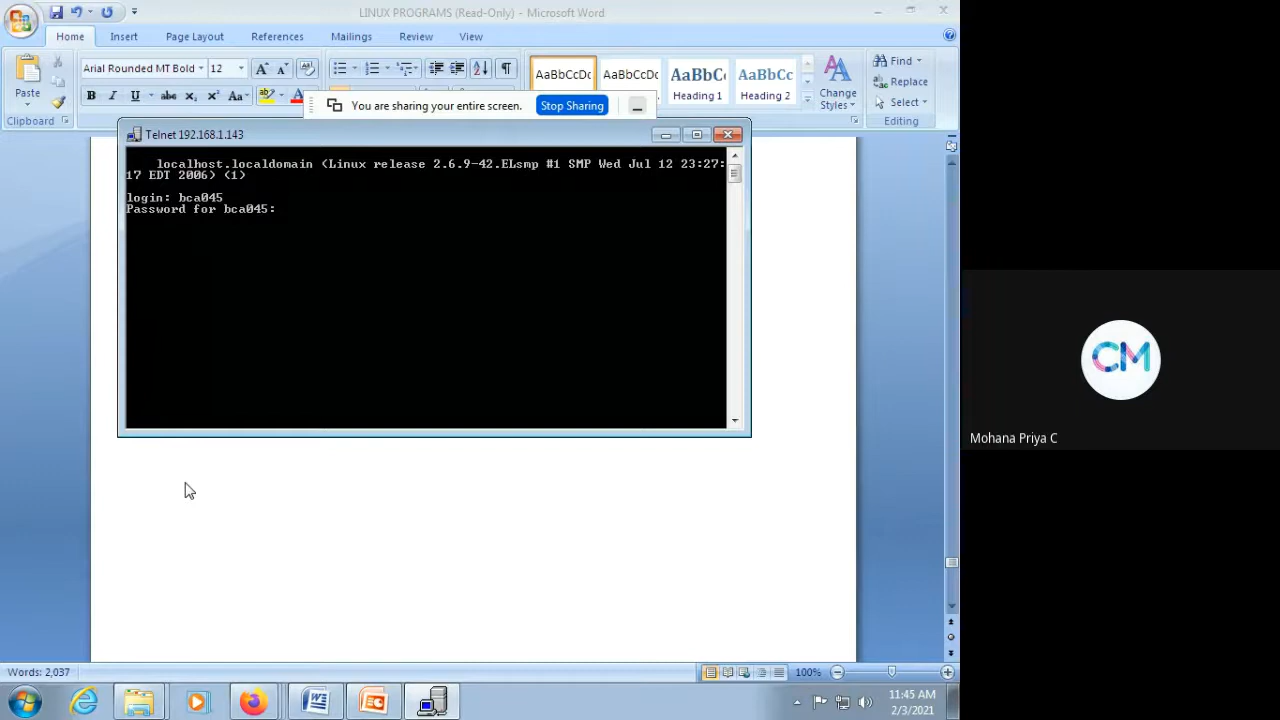 LINUX PROGRAMS (Read-Only) - Microsoft Word
Home Insert Page Layout References Mailings Review View
Arial Rounded MT Bold 12
AaBbCcDc AaBbCcDc AaBbC AaBbCc
Heading 1 Heading 2
Paste
Clipboard
B I U abc X₂ X² Aa A
Change
Styles
Find
Replace
Select
Editing
You are sharing your entire screen. Stop Sharing
Telnet 192.168.1.143
localhost.localdomain (Linux release 2.6.9-42.ELsmp #1 SMP Wed Jul 12 23:27:
17 EDT 2006) (1)
login: bca045
Password for bca045:
CM
Mohana Priya C
Words: 2,037
100%
11:45 AM
2/3/2021